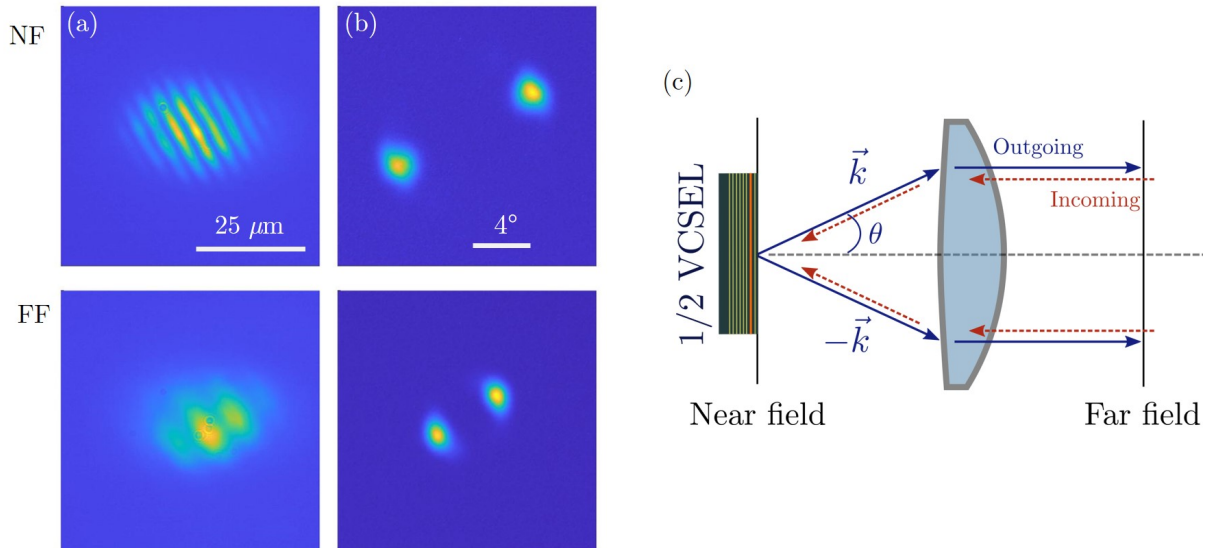 NF
(a)
(b)
25 μm
4°
FF
(c)
1/2 VCSEL
k⃗
θ
−k⃗
Outgoing
Incoming
Near field
Far field